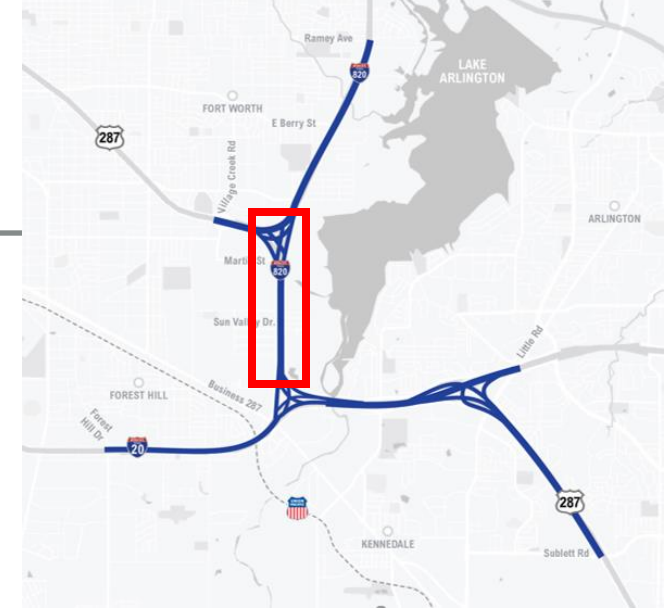 Ramey Ave
820
LAKE
ARLINGTON
FORT WORTH
E Berry St
287
Village Creek Rd
ARLINGTON
820
Sun Valley Dr.
Little Rd
Business 287
FOREST HILL
Forest
Hill Dr
20
287
KENNEDALE
Sublett Rd